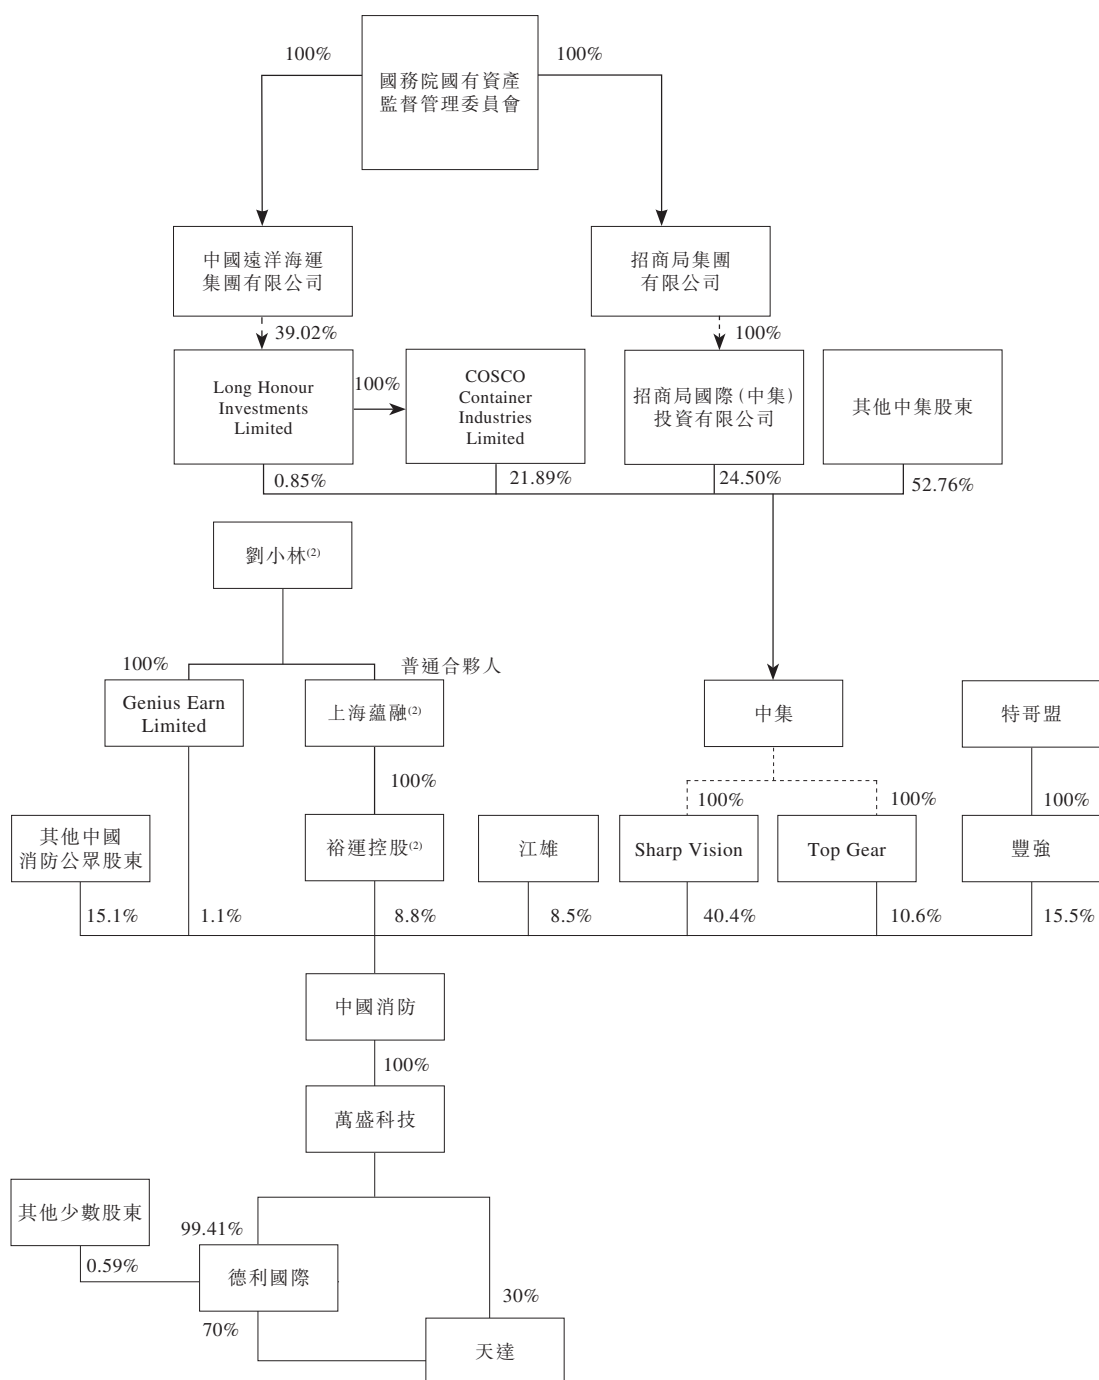 100%
100%
國務院國有資產
監督管理委員會
中國遠洋海運
集團有限公司
招商局集團
有限公司
39.02%
100%
Long Honour
Investments
Limited
100%
COSCO
Container
Industries
Limited
招商局國際(中集)
投資有限公司
其他中集股東
0.85%
21.89%
24.50%
52.76%
劉小林(2)
100%
普通合夥人
Genius Earn
Limited
上海蘊融(2)
中集
特哥盟
100%
100%
100%
100%
其他中國
消防公眾股東
裕運控股(2)
江雄
Sharp Vision
Top Gear
豐強
15.1%
1.1%
8.8%
8.5%
40.4%
10.6%
15.5%
中國消防
100%
萬盛科技
其他少數股東
99.41%
0.59%
德利國際
30%
70%
天達